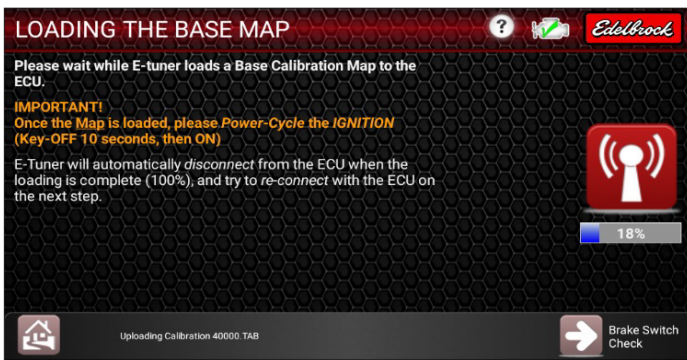 LOADING THE BASE MAP
?
Edelbrock
Please wait while E-tuner loads a Base Calibration Map to the
ECU.
IMPORTANT!
Once the Map is loaded, please Power-Cycle the IGNITION
(Key-OFF 10 seconds, then ON)
E-Tuner will automatically disconnect from the ECU when the
loading is complete (100%), and try to re-connect with the ECU on
the next step.
18%
Uploading Calibration 40000.TAB
Brake Switch
Check